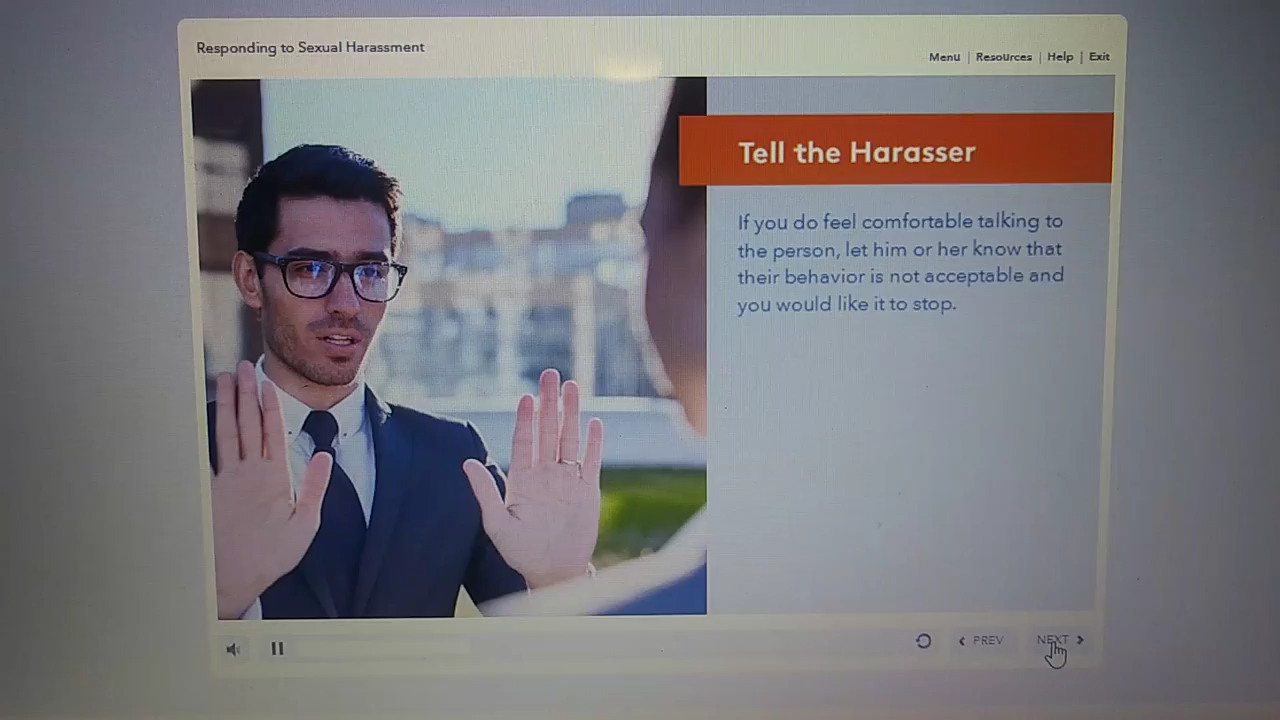 Responding to Sexual Harassment
Menu | Resources | Help | Exit
Tell the Harasser
If you do feel comfortable talking to
the person, let him or her know that
their behavior is not acceptable and
you would like it to stop.
PREV
NEXT